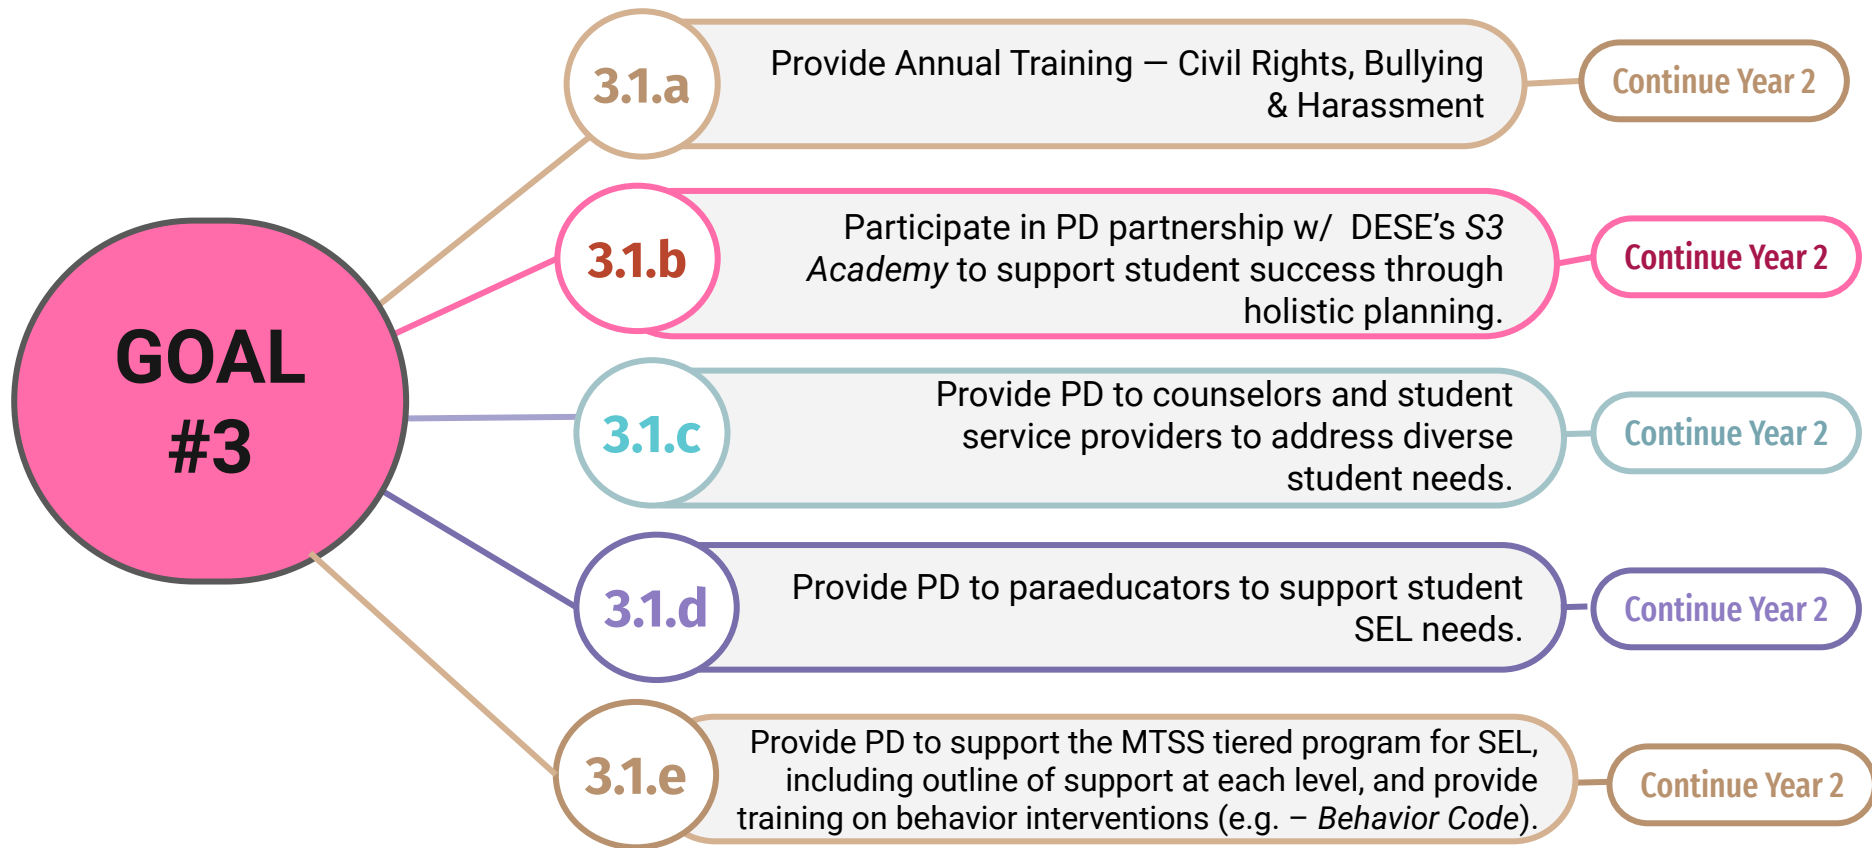 GOAL
#3
3.1.a
Provide Annual Training — Civil Rights, Bullying
& Harassment
Continue Year 2
3.1.b
Participate in PD partnership w/  DESE’s S3
Academy to support student success through
holistic planning.
Continue Year 2
3.1.c
Provide PD to counselors and student
service providers to address diverse
student needs.
Continue Year 2
3.1.d
Provide PD to paraeducators to support student
SEL needs.
Continue Year 2
3.1.e
Provide PD to support the MTSS tiered program for SEL,
including outline of support at each level, and provide
training on behavior interventions (e.g. – Behavior Code).
Continue Year 2